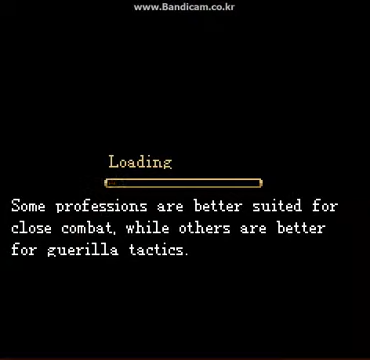 www.Bandicam.co.kr
Loading
Some professions are better suited for
close combat, while others are better
for guerilla tactics.